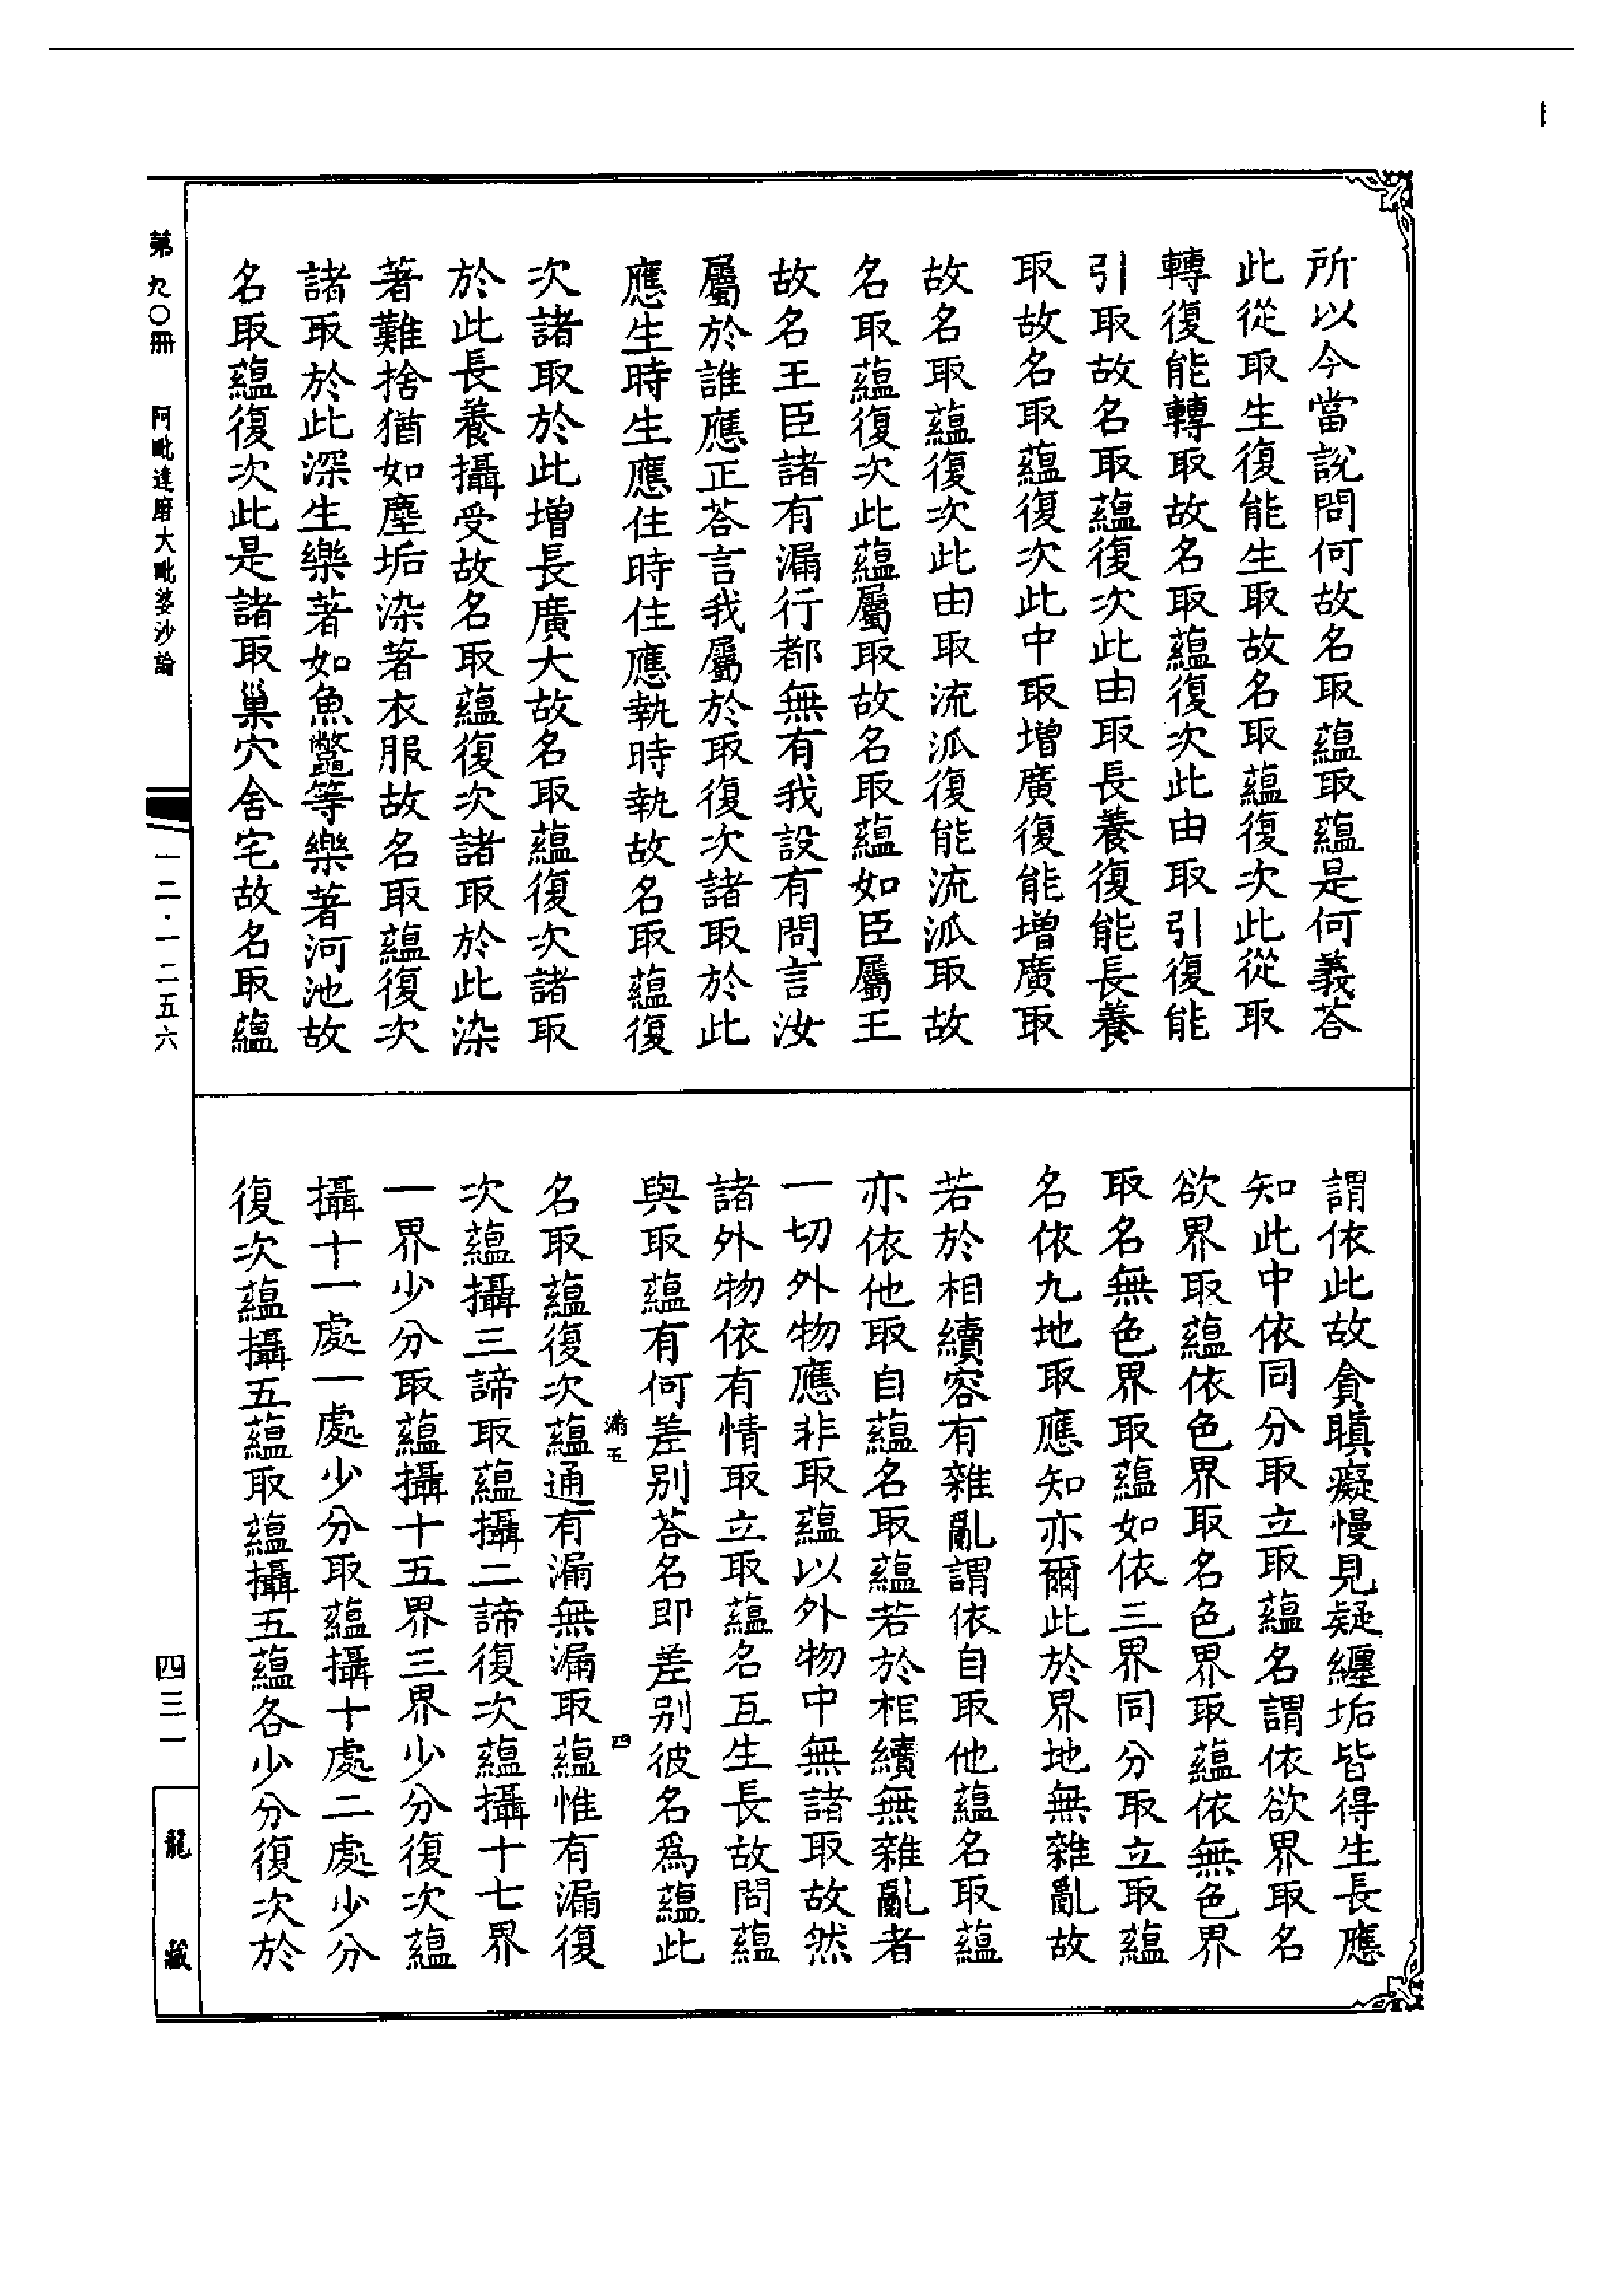 所以今當說問何故名取蘊取蘊是何義荅
此從取生復能生取故名取蘊復次此從取
轉復能轉取故名取蘊復次此由取引復能
引取故名取蘊復次此由取長養復能長養
取故名取蘊復次此中取增廣復能增廣取
故名取蘊復次此由取流派復能流派取故
名取蘊復次此蘊屬取故名取蘊如臣屬王
故名王臣諸有漏行都無有我設有問言汝
屬於誰應正荅言我屬於取復次諸取於此
應生時生應住時住應執時執故名取蘊復
次諸取於此增長廣大故名取蘊復次諸取
於此長養攝受故名取蘊復次諸取於此染
著難捨猶如塵垢染著衣服故名取蘊復次
諸取於此深生樂著如魚鼈等樂著河池故
名取蘊復次此是諸取巢穴舍宅故名取蘊
謂依此故貪瞋癡慢見疑纏垢皆得生長應
知此中依同分取立取蘊名謂依欲界取名
欲界取蘊依色界取名色界取蘊依無色界
取名無色界取蘊如依三界同分取立取蘊
名依九地取應知亦爾此於界地無雜亂故
若於相續容有雜亂謂依自取他蘊名取蘊
亦依他取自蘊名取蘊若於相續無雜亂者
一切外物應非取蘊以外物中無諸取故然
諸外物依有情取立取蘊名互生長故問蘊
與取蘊有何差別荅名即差別彼名爲蘊此
滿五
四
名取蘊復次蘊通有漏無漏取蘊惟有漏復
次蘊攝三諦取蘊攝二諦復次蘊攝十七界
一界少分取蘊攝十五界三界少分復次蘊
攝十一處一處少分取蘊攝十處二處少分
復次蘊攝五蘊取蘊攝五蘊各少分復次於
第九〇冊　阿毗達磨大毗婆沙論
一二·一二五六
四三一
龍藏